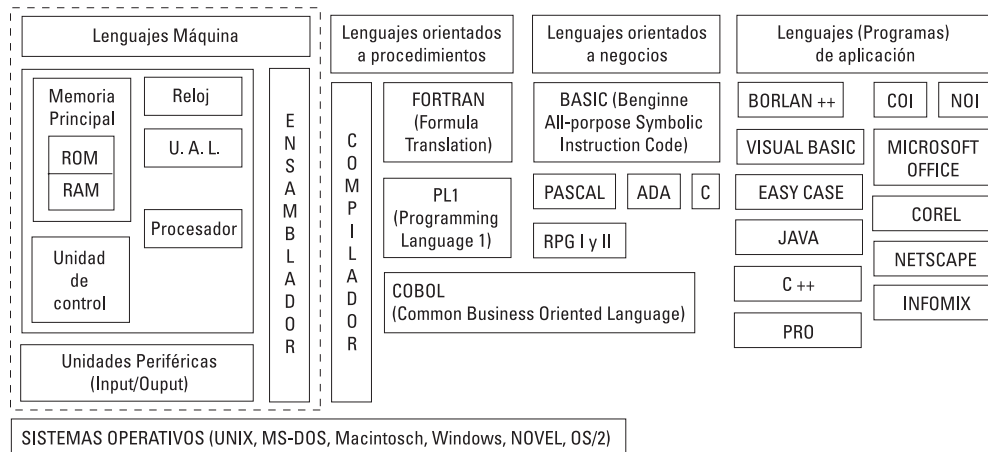 Lenguajes Máquina
Memoria
Principal
ROM
RAM
Reloj
U. A. L.
Procesador
Unidad
de
control
Unidades Periféricas
(Input/Ouput)
E
N
S
A
M
B
L
A
D
O
R
Lenguajes orientados
a procedimientos
C
O
M
P
I
L
A
D
O
R
FORTRAN
(Formula
Translation)
PL1
(Programming
Language 1)
COBOL
(Common Business Oriented Language)
Lenguajes orientados
a negocios
BASIC (Benginne
All-porpose Symbolic
Instruction Code)
PASCAL
ADA
C
RPG I y II
Lenguajes (Programas)
de aplicación
BORLAN ++
COI
NOI
VISUAL BASIC
MICROSOFT
OFFICE
EASY CASE
COREL
JAVA
NETSCAPE
C ++
INFOMIX
PRO
SISTEMAS OPERATIVOS (UNIX, MS-DOS, Macintosch, Windows, NOVEL, OS/2)